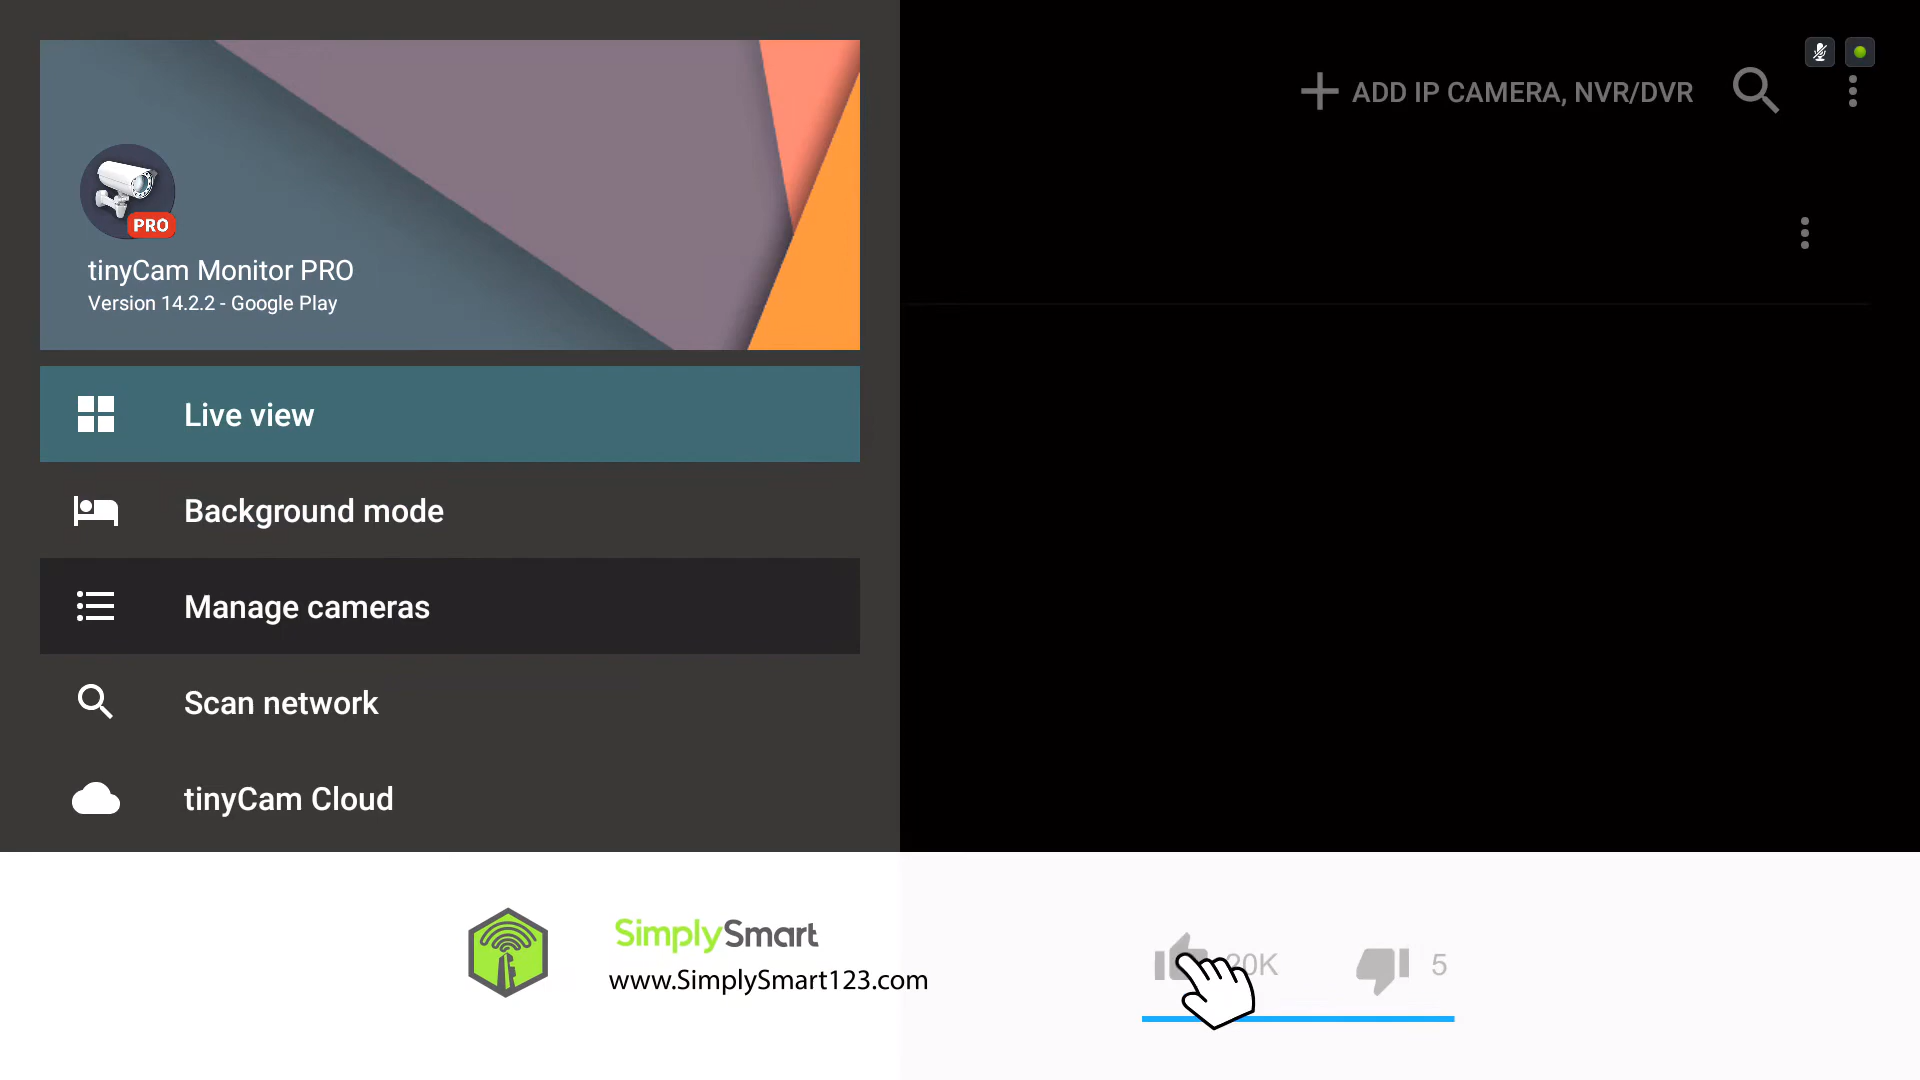 ADD IP CAMERA, NVR/DVR
PRO
tinyCam Monitor PRO
Version 14.2.2 - Google Play
Live view
Background mode
Manage cameras
Scan network
tinyCam Cloud
SimplySmart
www.SimplySmart123.com
20K
5